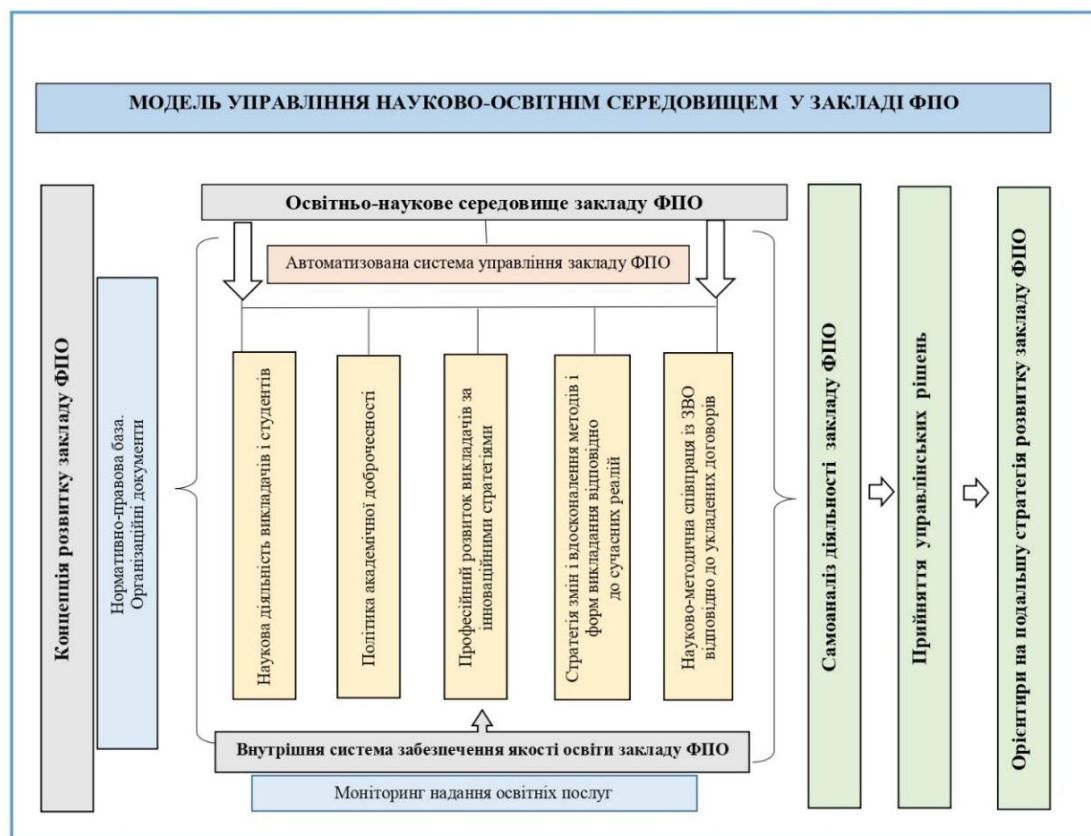 МОДЕЛЬ УПРАВЛІННЯ НАУКОВО-ОСВІТНІМ СЕРЕДОВИЩЕМ У ЗАКЛАДІ ФПО
Концепція розвитку закладу ФПО
Нормативно-правова база.
Організаційні документи
Освітньо-наукове середовище закладу ФПО
Автоматизована система управління закладу ФПО
Наукова діяльність викладачів і студентів
Політика академічної доброчесності
Професійний розвиток викладачів за
інноваційними стратегіями
Стратегія змін і вдосконалення методів і
форм викладання відповідно
до сучасних реалій
Науково-методична співпраця із ЗВО
відповідно до укладених договорів
Внутрішня система забезпечення якості освіти закладу ФПО
Моніторинг надання освітніх послуг
Самоаналіз діяльності закладу ФПО
Прийняття управлінських рішень
Орієнтири на подальшу стратегія розвитку закладу ФПО